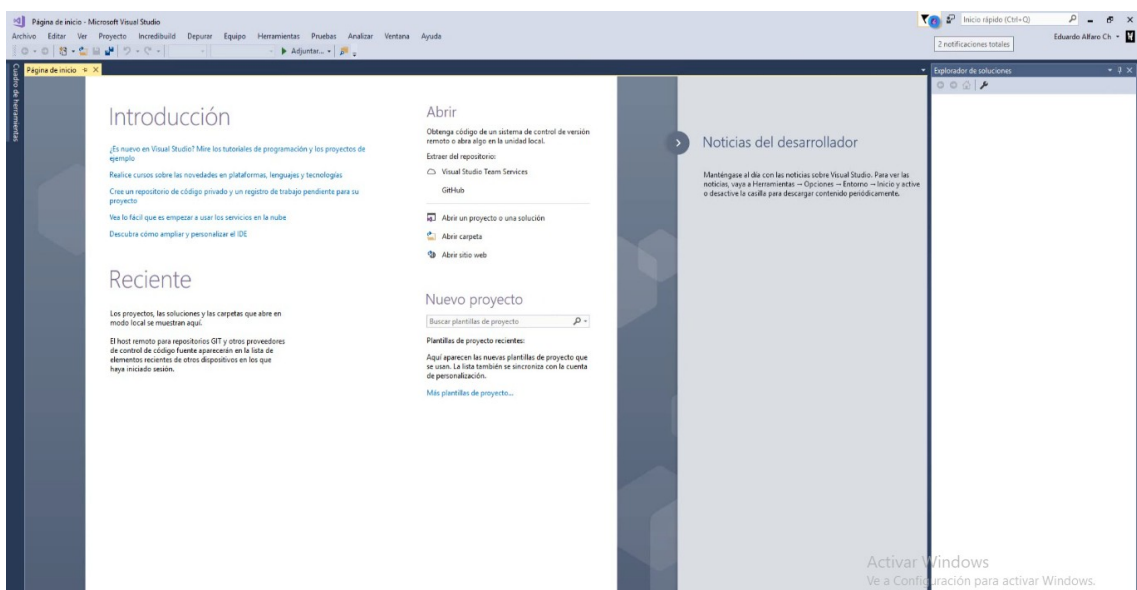 Página de inicio - Microsoft Visual Studio
Inicio rápido (Ctrl+Q)
Archivo Editar Ver Proyecto Incredibuild Depurar Equipo Herramientas Pruebas Analizar Ventana Ayuda
Eduardo Alfaro Ch
2 notificaciones totales
Adjuntar...
Cuadro de herramientas
Página de inicio
Explorador de soluciones
Introducción
¿Es nuevo en Visual Studio? Mire los tutoriales de programación y los proyectos de
ejemplo
Realice cursos sobre las novedades en plataformas, lenguajes y tecnologías
Cree un repositorio de código privado y un registro de trabajo pendiente para su
proyecto
Vea lo fácil que es empezar a usar los servicios en la nube
Descubra cómo ampliar y personalizar el IDE
Reciente
Los proyectos, las soluciones y las carpetas que abre en
modo local se muestran aquí.
El host remoto para repositorios GIT y otros proveedores
de control de código fuente aparecerán en la lista de
elementos recientes de otros dispositivos en los que
haya iniciado sesión.
Abrir
Obtenga código de un sistema de control de versión
remoto o abra algo en la unidad local.
Extraer del repositorio:
Visual Studio Team Services
GitHub
Abrir un proyecto o una solución
Abrir carpeta
Abrir sitio web
Nuevo proyecto
Buscar plantillas de proyecto
Plantillas de proyecto recientes:
Aquí aparecen las nuevas plantillas de proyecto que
se usan. La lista también se sincroniza con la cuenta
de personalización.
Más plantillas de proyecto...
Noticias del desarrollador
Manténgase al día con las noticias sobre Visual Studio. Para ver las
noticias, vaya a Herramientas → Opciones → Entorno → Inicio y active
o desactive la casilla para descargar contenido periódicamente.
Activar Windows
Ve a Configuración para activar Windows.